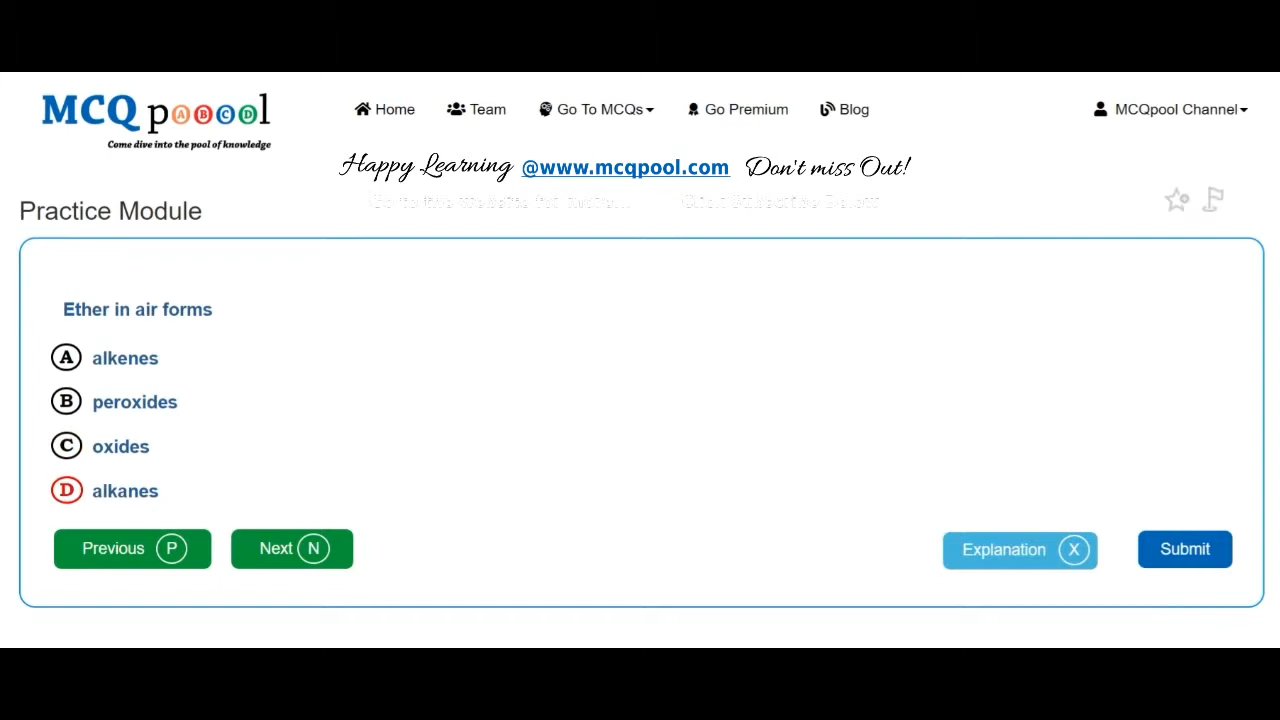 MCQ pooool
Come dive into the pool of knowledge
Home Team Go To MCQs Go Premium Blog MCQpool Channel
Happy Learning @www.mcqpool.com Don't miss Out!
Practice Module
Ether in air forms
A alkenes
B peroxides
C oxides
D alkanes
Previous P Next N Explanation X Submit